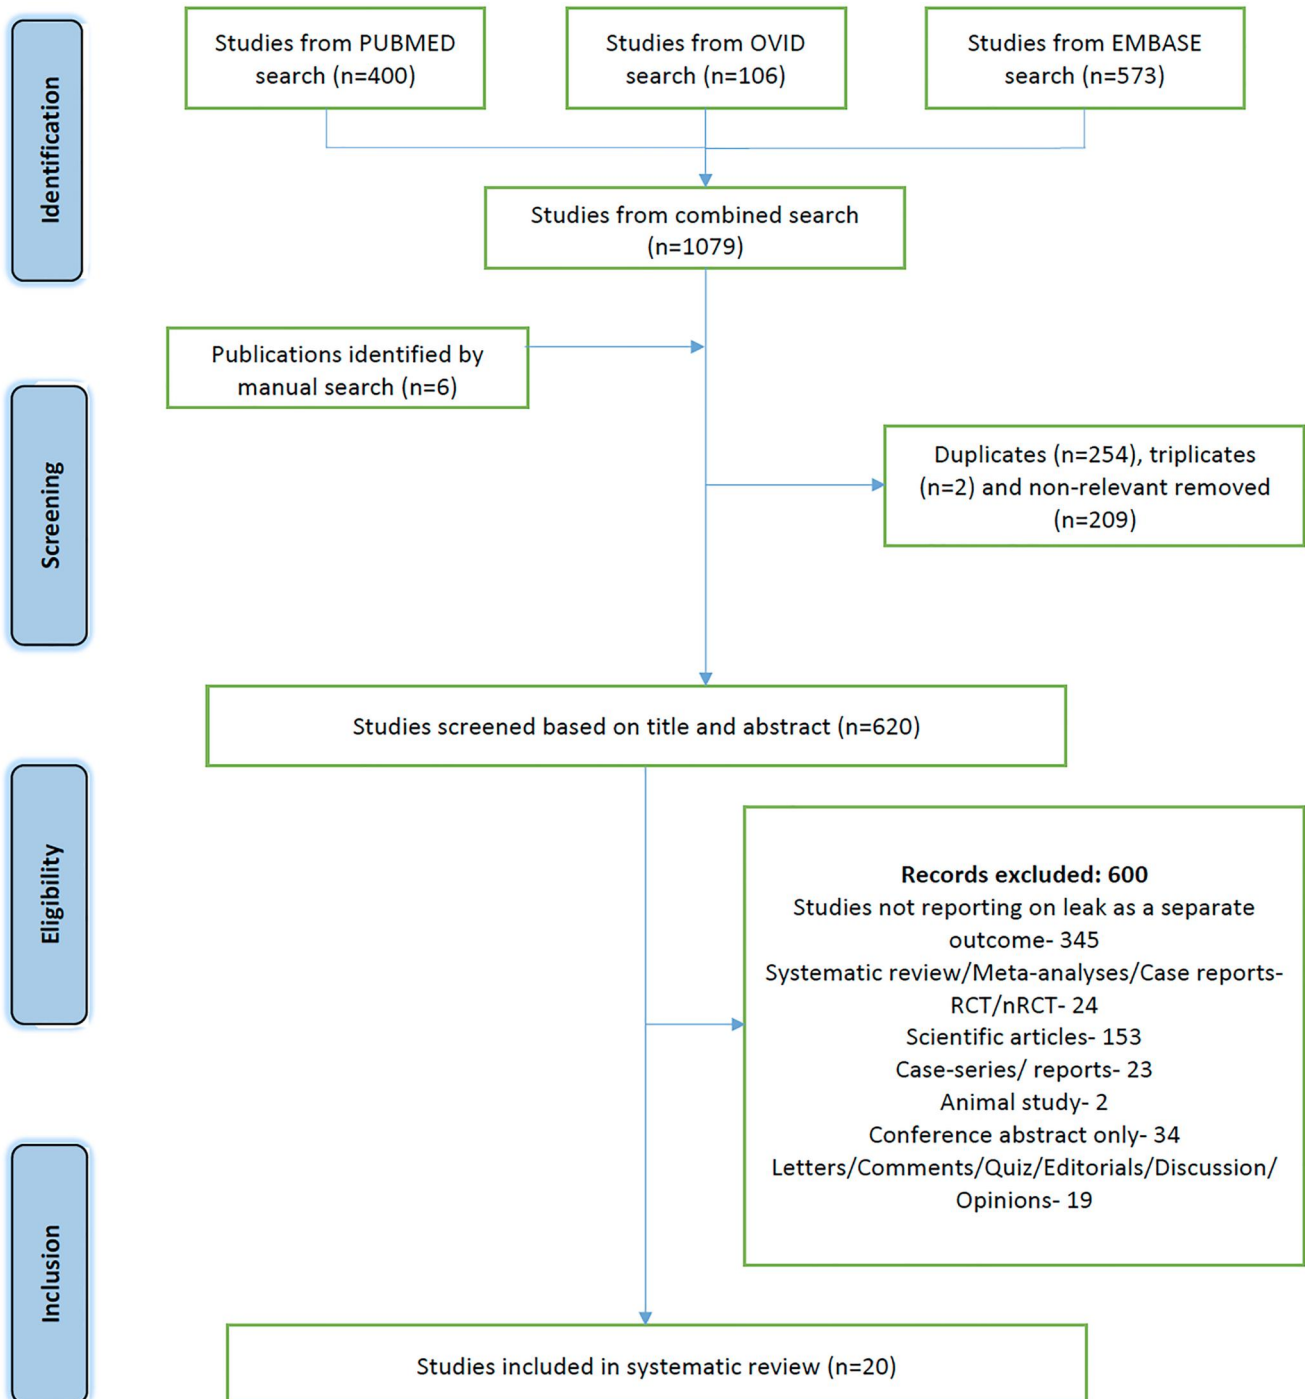 Identification
Studies from PUBMED
search (n=400)
Studies from OVID
search (n=106)
Studies from EMBASE
search (n=573)
Studies from combined search
(n=1079)
Publications identified by
manual search (n=6)
Screening
Duplicates (n=254), triplicates
(n=2) and non-relevant removed
(n=209)
Studies screened based on title and abstract (n=620)
Eligibility
Records excluded: 600
Studies not reporting on leak as a separate
outcome- 345
Systematic review/Meta-analyses/Case reports-
RCT/nRCT- 24
Scientific articles- 153
Case-series/ reports- 23
Animal study- 2
Conference abstract only- 34
Letters/Comments/Quiz/Editorials/Discussion/
Opinions- 19
Inclusion
Studies included in systematic review (n=20)